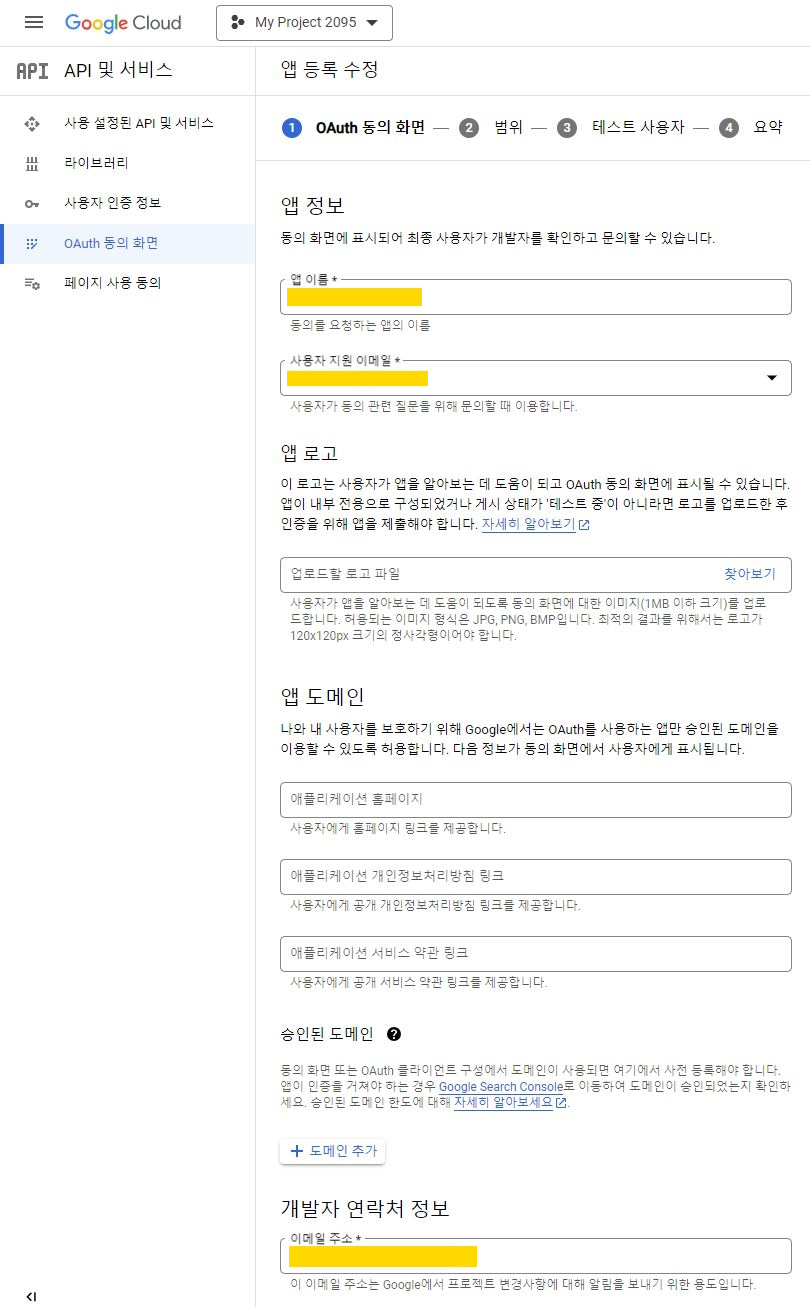 Google Cloud
My Project 2095
API API 및 서비스
앱 등록 수정
사용 설정된 API 및 서비스
라이브러리
사용자 인증 정보
OAuth 동의 화면
페이지 사용 동의
1 OAuth 동의 화면 — 2 범위 — 3 테스트 사용자 — 4 요약
앱 정보
동의 화면에 표시되어 최종 사용자가 개발자를 확인하고 문의할 수 있습니다.
앱 이름 *
동의를 요청하는 앱의 이름
사용자 지원 이메일 *
사용자가 동의 관련 질문을 위해 문의할 때 이용합니다.
앱 로고
이 로고는 사용자가 앱을 알아보는 데 도움이 되고 OAuth 동의 화면에 표시될 수 있습니다.
앱이 내부 전용으로 구성되었거나 게시 상태가 '테스트 중'이 아니라면 로고를 업로드한 후
인증을 위해 앱을 제출해야 합니다. 자세히 알아보기
업로드할 로고 파일 찾아보기
사용자가 앱을 알아보는 데 도움이 되도록 동의 화면에 대한 이미지(1MB 이하 크기)를 업로
드합니다. 허용되는 이미지 형식은 JPG, PNG, BMP입니다. 최적의 결과를 위해서는 로고가
120x120px 크기의 정사각형이어야 합니다.
앱 도메인
나와 내 사용자를 보호하기 위해 Google에서는 OAuth를 사용하는 앱만 승인된 도메인을
이용할 수 있도록 허용합니다. 다음 정보가 동의 화면에서 사용자에게 표시됩니다.
애플리케이션 홈페이지
사용자에게 홈페이지 링크를 제공합니다.
애플리케이션 개인정보처리방침 링크
사용자에게 공개 개인정보처리방침 링크를 제공합니다.
애플리케이션 서비스 약관 링크
사용자에게 공개 서비스 약관 링크를 제공합니다.
승인된 도메인 ?
동의 화면 또는 OAuth 클라이언트 구성에서 도메인이 사용되면 여기에서 사전 등록해야 합니다.
앱이 인증을 거쳐야 하는 경우 Google Search Console로 이동하여 도메인이 승인되었는지 확인하
세요. 승인된 도메인 한도에 대해 자세히 알아보세요.
+ 도메인 추가
개발자 연락처 정보
이메일 주소 *
이 이메일 주소는 Google에서 프로젝트 변경사항에 대해 알림을 보내기 위한 용도입니다.